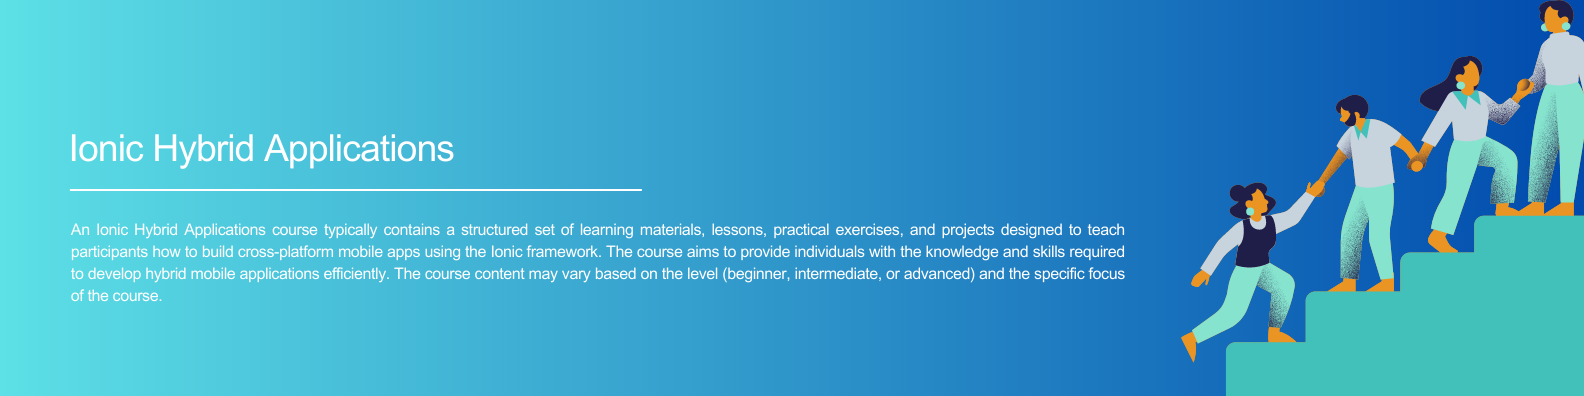 Ionic Hybrid Applications
An Ionic Hybrid Applications course typically contains a structured set of learning materials, lessons, practical exercises, and projects designed to teach
participants how to build cross-platform mobile apps using the Ionic framework. The course aims to provide individuals with the knowledge and skills required
to develop hybrid mobile applications efficiently. The course content may vary based on the level (beginner, intermediate, or advanced) and the specific focus
of the course.